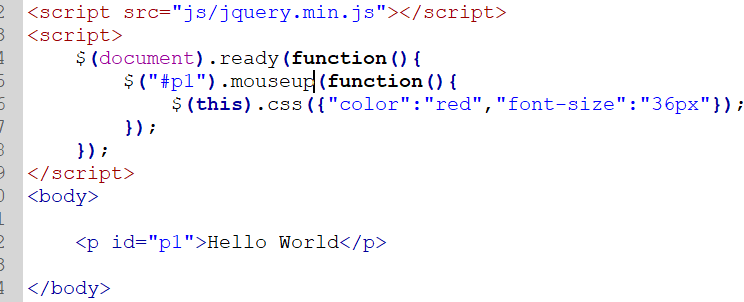 <script src="js/jquery.min.js"></script>
<script>
    $(document).ready(function(){
        $("#p1").mouseup(function(){
            $(this).css({"color":"red","font-size":"36px"});
        });
    });
</script>
<body>
    <p id="p1">Hello World</p>
</body>